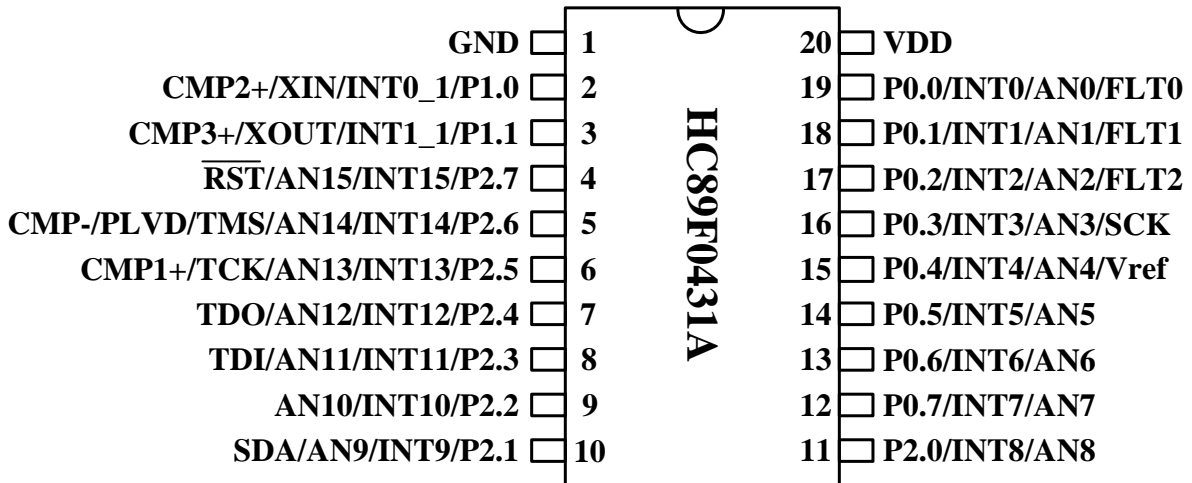 GND 1 20 VDD
CMP2+/XIN/INT0_1/P1.0 2 19 P0.0/INT0/AN0/FLT0
CMP3+/XOUT/INT1_1/P1.1 3 18 P0.1/INT1/AN1/FLT1
RST/AN15/INT15/P2.7 4 17 P0.2/INT2/AN2/FLT2
CMP-/PLVD/TMS/AN14/INT14/P2.6 5 16 P0.3/INT3/AN3/SCK
CMP1+/TCK/AN13/INT13/P2.5 6 15 P0.4/INT4/AN4/Vref
TDO/AN12/INT12/P2.4 7 14 P0.5/INT5/AN5
TDI/AN11/INT11/P2.3 8 13 P0.6/INT6/AN6
AN10/INT10/P2.2 9 12 P0.7/INT7/AN7
SDA/AN9/INT9/P2.1 10 11 P2.0/INT8/AN8
HC89F0431A